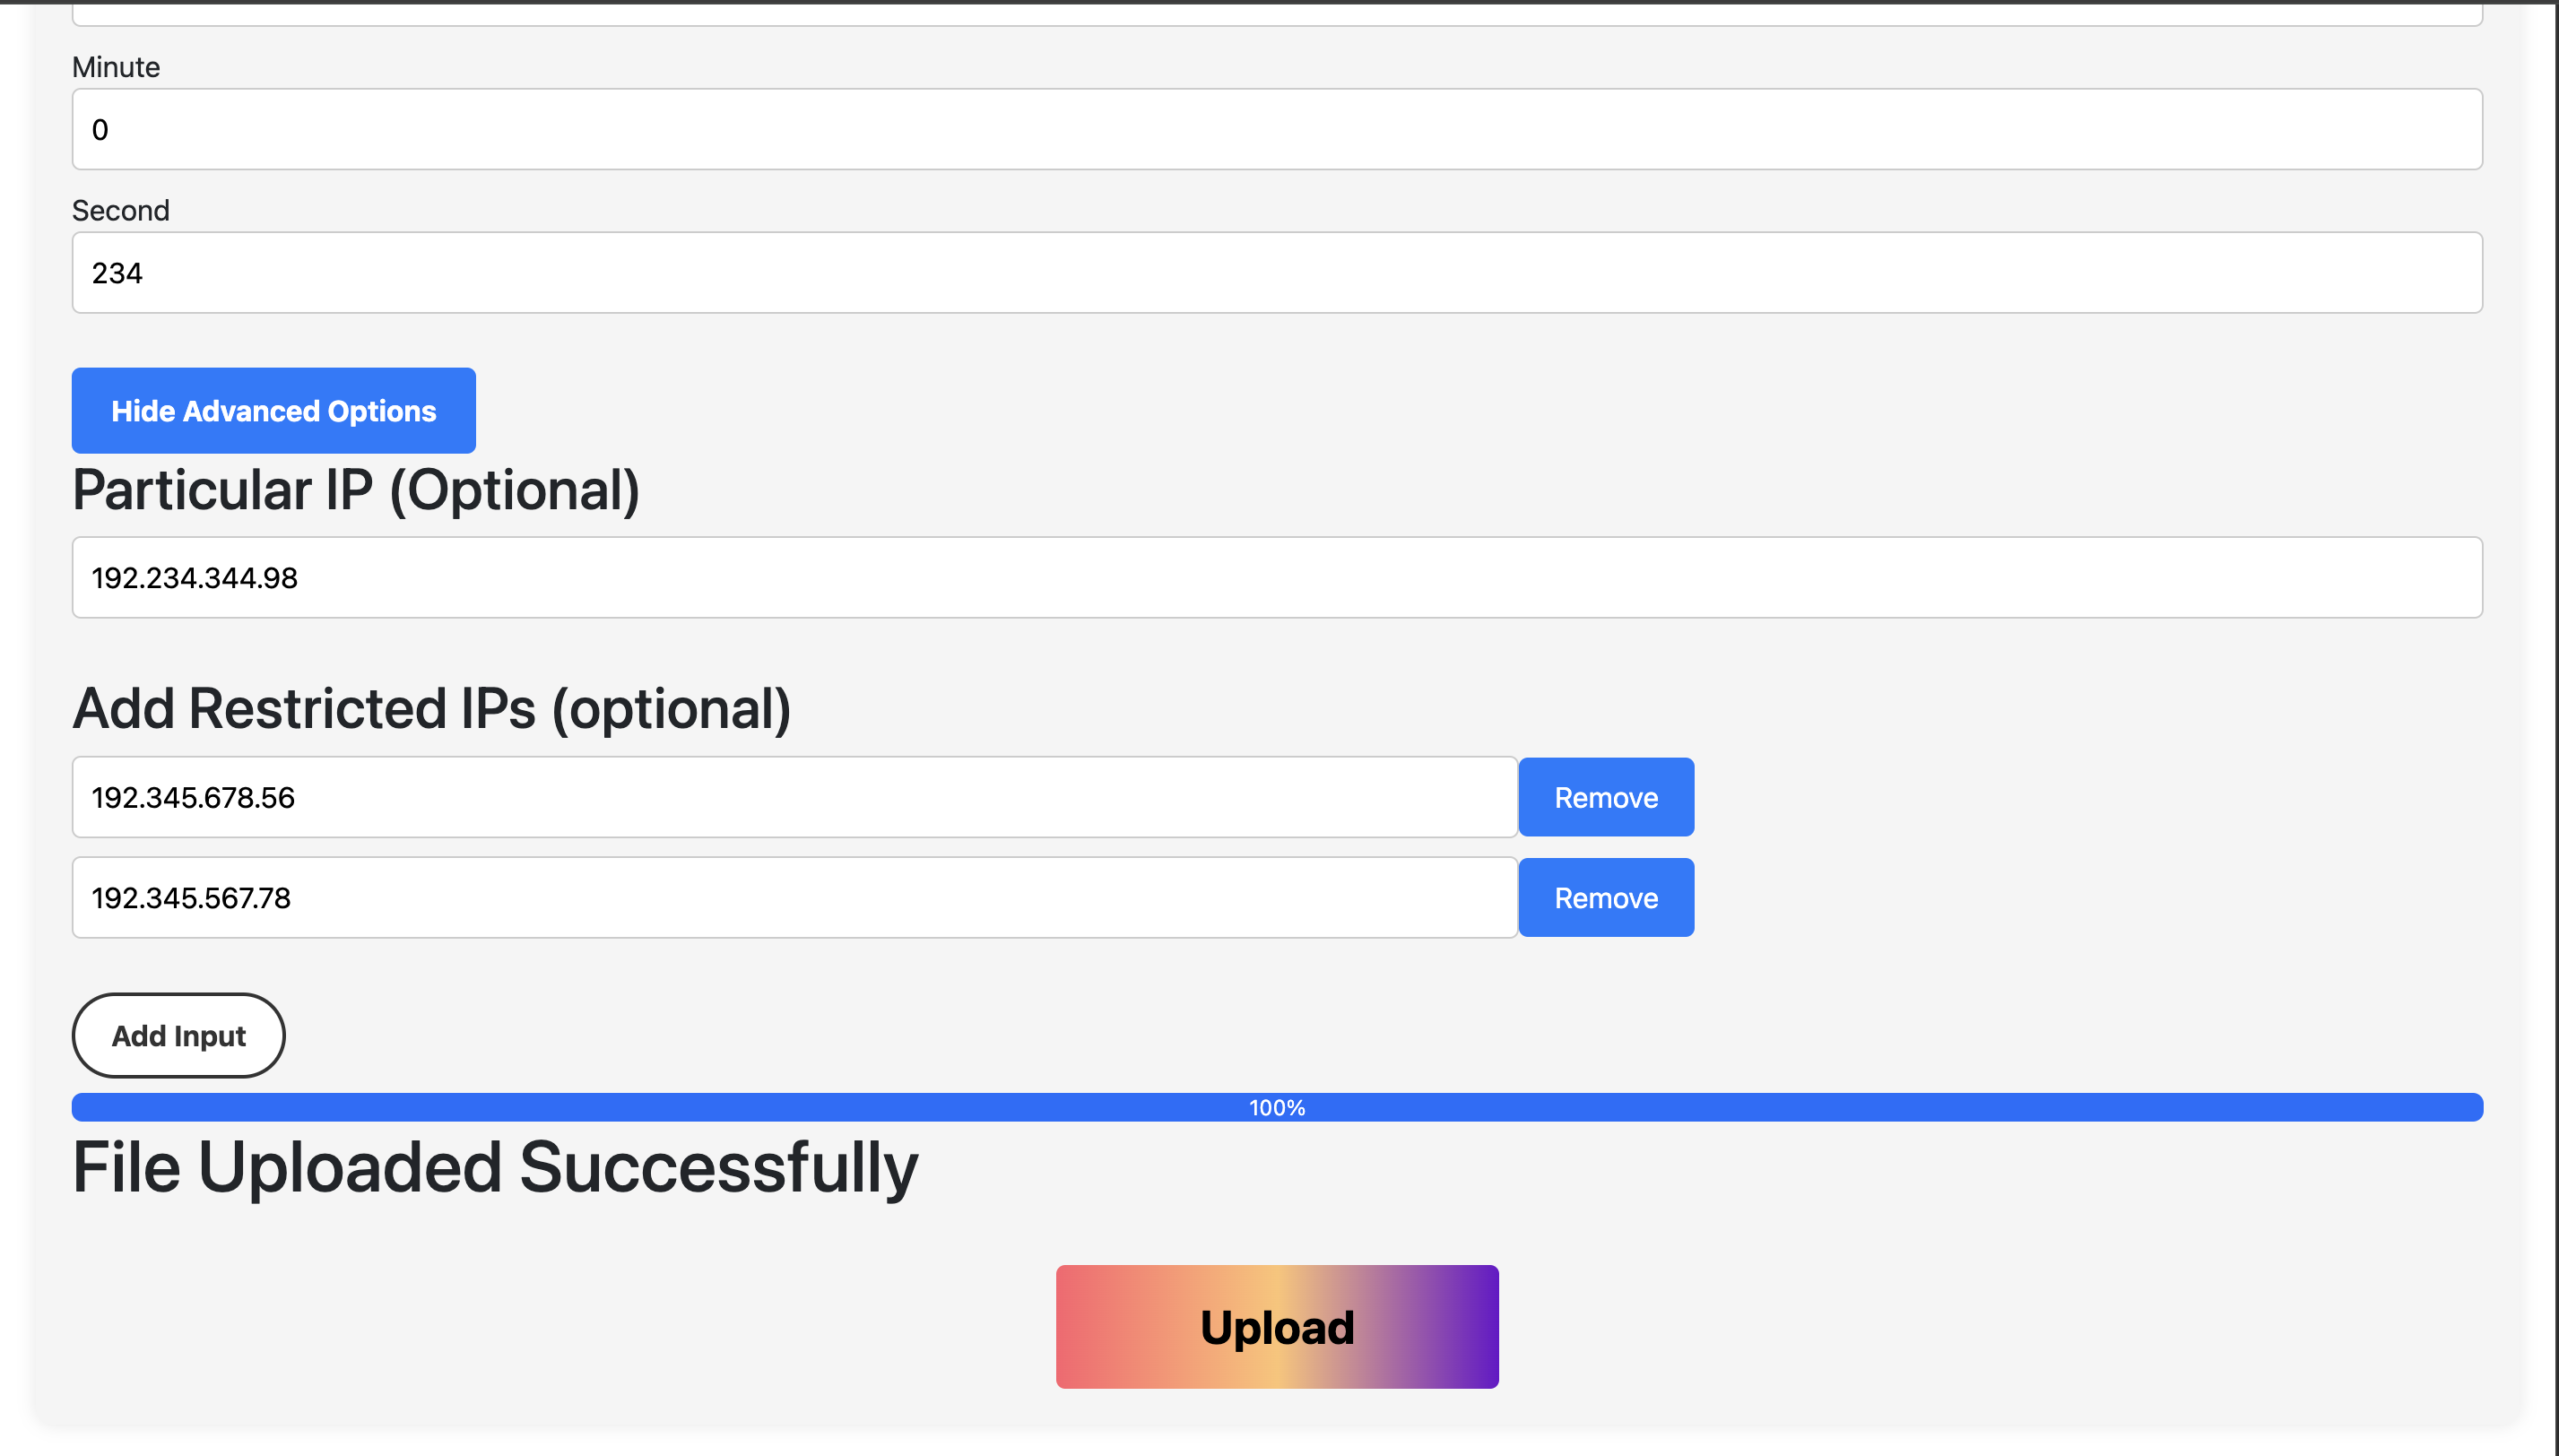 Minute
0
Second
234
Hide Advanced Options
Particular IP (Optional)
192.234.344.98
Add Restricted IPs (optional)
192.345.678.56
Remove
192.345.567.78
Remove
Add Input
100%
File Uploaded Successfully
Upload